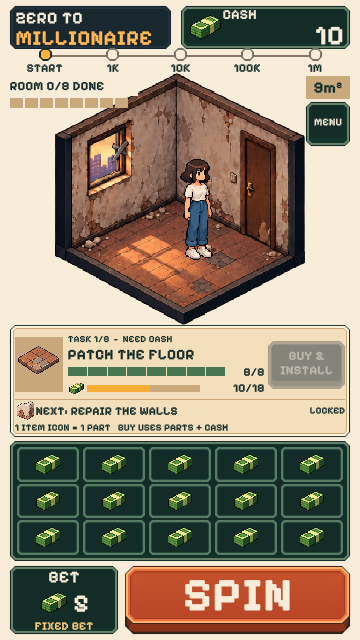 ZERO TO
MILLIONAIRE
CASH
10
START 1K 10K 100K 1M
ROOM 0/8 DONE
9m²
MENU
TASK 1/8 - NEED CASH
PATCH THE FLOOR
8/8
10/18
BUY &
INSTALL
NEXT: REPAIR THE WALLS
LOCKED
1 ITEM ICON = 1 PART BUY USES PARTS + CASH
BET
8
FIXED BET
SPIN